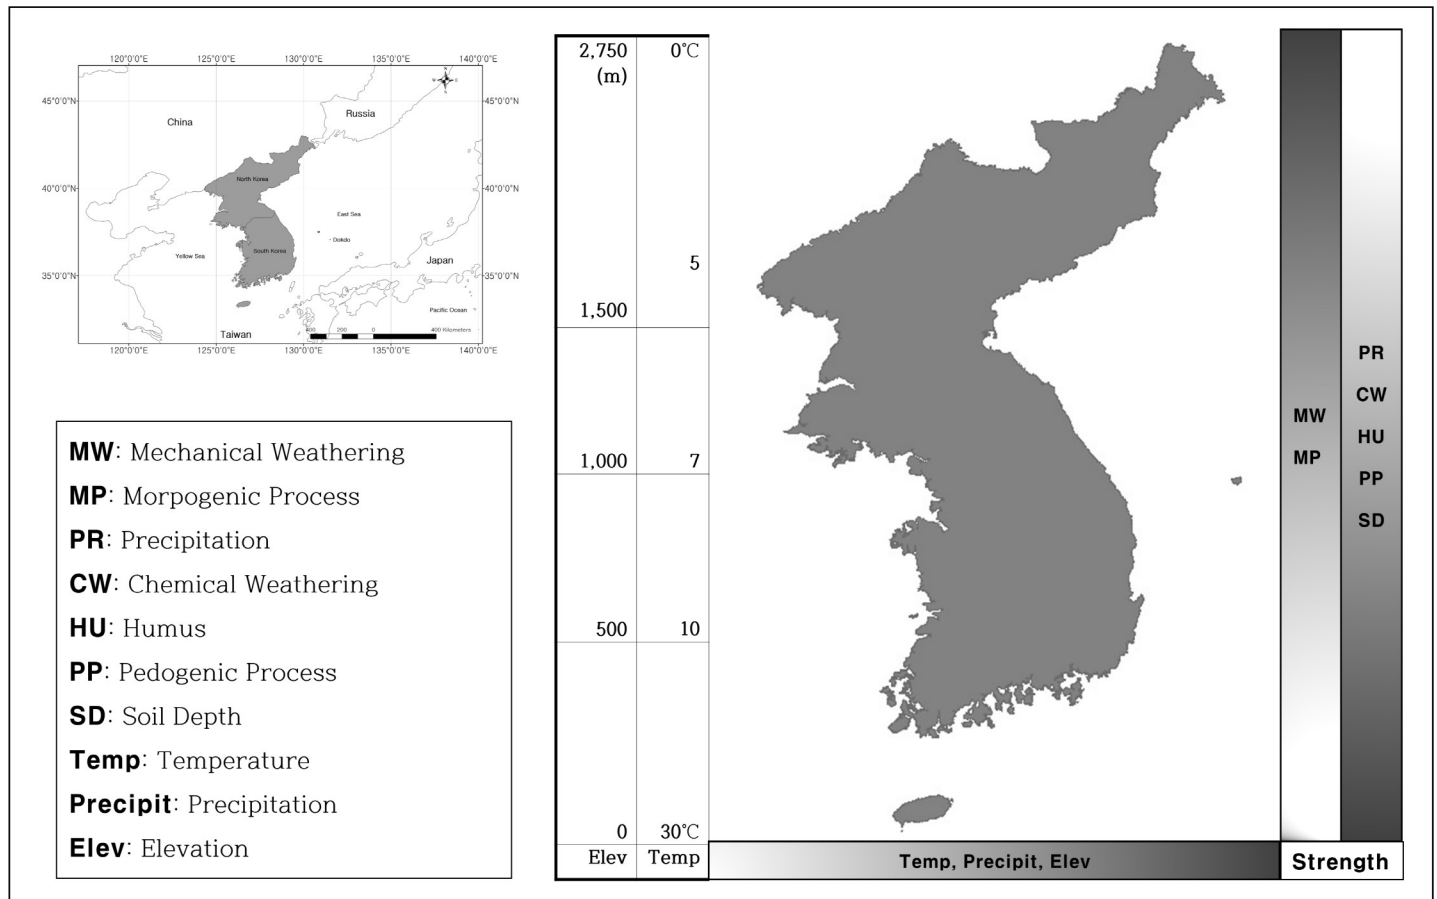 120°0'0"E 125°0'0"E 130°0'0"E 135°0'0"E 140°0'0"E
N
W E
S
45°0'0"N 45°0'0"N
Russia
China
40°0'0"N 40°0'0"N
North Korea
East Sea
Dokdo
South Korea
Yellow Sea
Japan
35°0'0"N 35°0'0"N
Pacific Ocean
Taiwan
400 200 0 400 Kilometers
120°0'0"E 125°0'0"E 130°0'0"E 135°0'0"E 140°0'0"E
MW: Mechanical Weathering
MP: Morpogenic Process
PR: Precipitation
CW: Chemical Weathering
HU: Humus
PP: Pedogenic Process
SD: Soil Depth
Temp: Temperature
Precipit: Precipitation
Elev: Elevation
2,750 0℃
(m)
5
1,500
1,000 7
500 10
0 30℃
Elev Temp
Temp, Precipit, Elev
MW
MP
PR
CW
HU
PP
SD
Strength